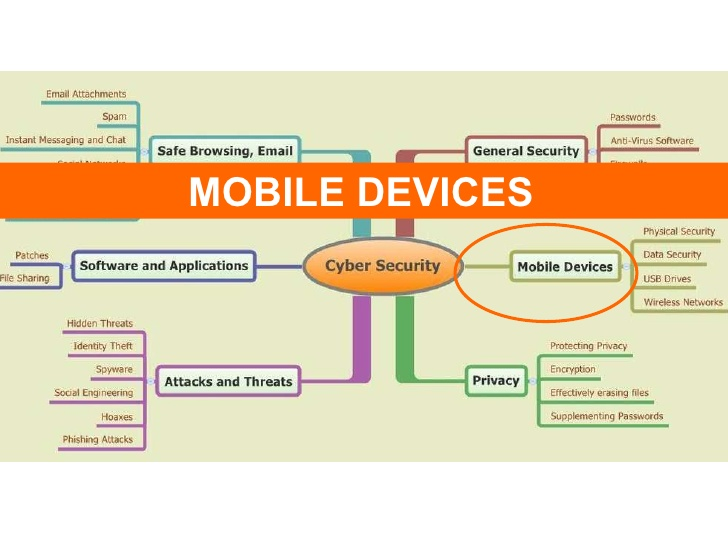 Email Attachments
Spam
Instant Messaging and Chat
Safe Browsing, Email
Passwords
Anti-Virus Software
General Security
MOBILE DEVICES
Patches
File Sharing
Software and Applications
Cyber Security
Mobile Devices
Physical Security
Data Security
USB Drives
Wireless Networks
Hidden Threats
Identity Theft
Spyware
Social Engineering
Hoaxes
Phishing Attacks
Attacks and Threats
Privacy
Protecting Privacy
Encryption
Effectively erasing files
Supplementing Passwords